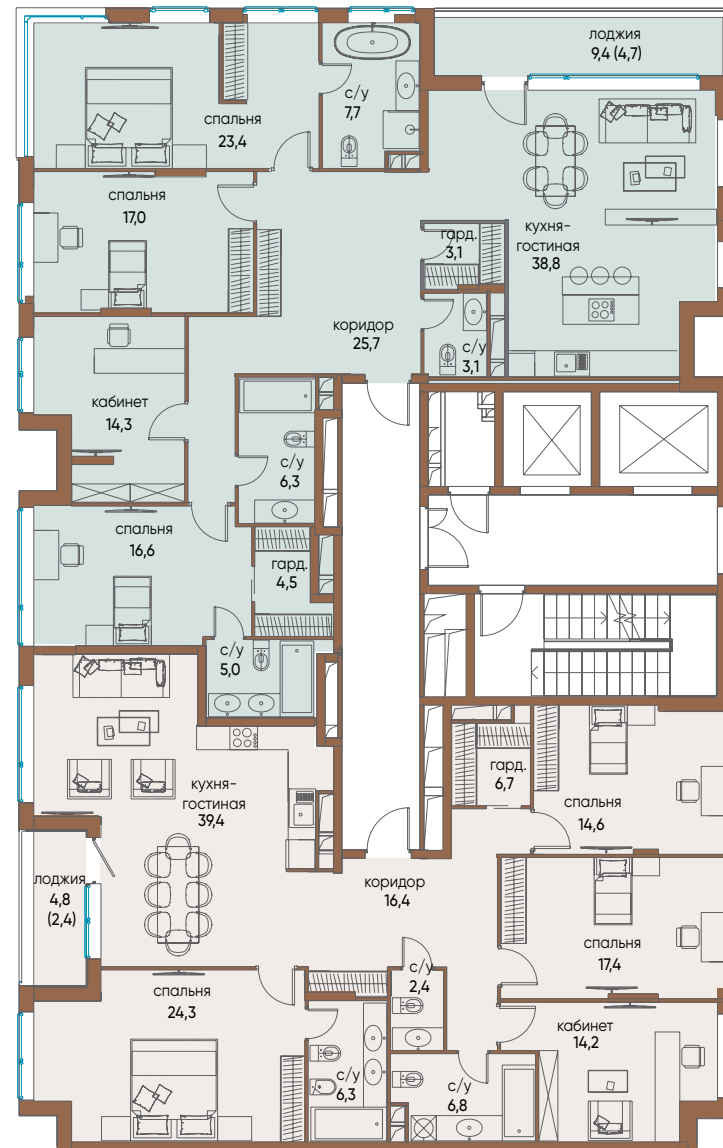 лоджия
9,4 (4,7)
с/у
7,7
спальня
23,4
спальня
17,0
гард.
3,1
кухня-
гостиная
38,8
коридор
25,7
с/у
3,1
кабинет
14,3
с/у
6,3
спальня
16,6
гард.
4,5
с/у
5,0
кухня-
гостиная
39,4
гард.
6,7
спальня
14,6
лоджия
4,8
(2,4)
коридор
16,4
спальня
17,4
с/у
2,4
спальня
24,3
кабинет
14,2
с/у
6,3
с/у
6,8